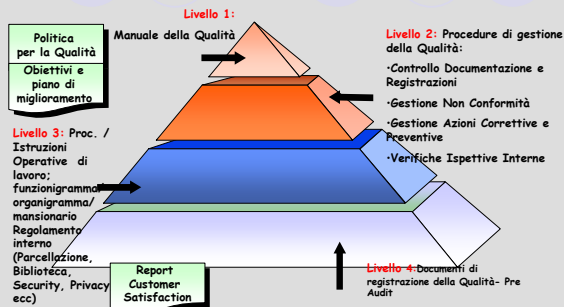 Livello 1:
Manuale della Qualità
Politica
per la Qualità
Obiettivi e
piano di
miglioramento
Livello 2: Procedure di gestione
della Qualità:
•Controllo Documentazione e
Registrazioni
•Gestione Non Conformità
•Gestione Azioni Correttive e
Preventive
•Verifiche Ispettive Interne
Livello 3: Proc. /
Istruzioni
Operative di
lavoro;
funzionigramma/
organigramma/
mansionario
Regolamento
interno
(Parcellazione,
Biblioteca,
Security, Privacy
ecc)
Report
Customer
Satisfaction
Livello 4:Documenti di
registrazione della Qualità- Pre
Audit